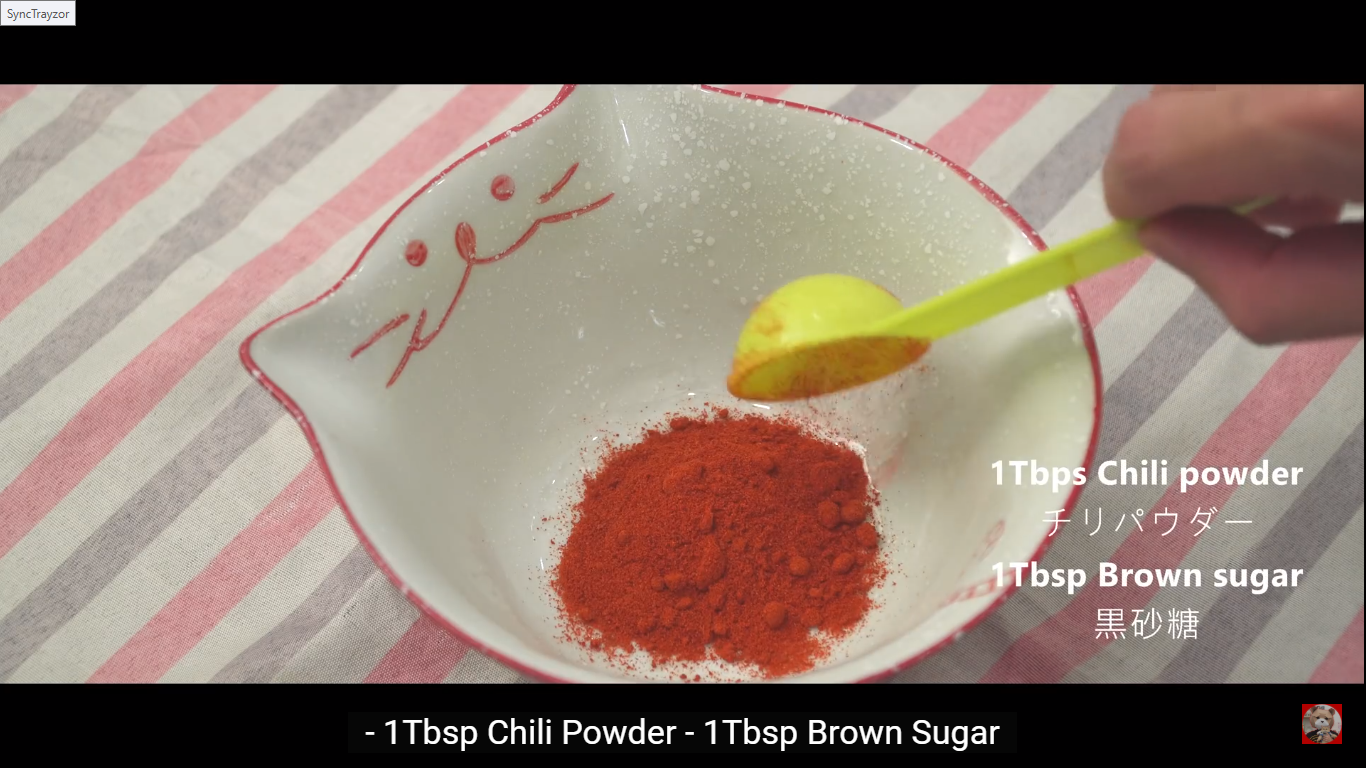 SyncTrayzor
1Tbps Chili powder
チリパウダー
1Tbsp Brown sugar
黒砂糖
- 1Tbsp Chili Powder - 1Tbsp Brown Sugar